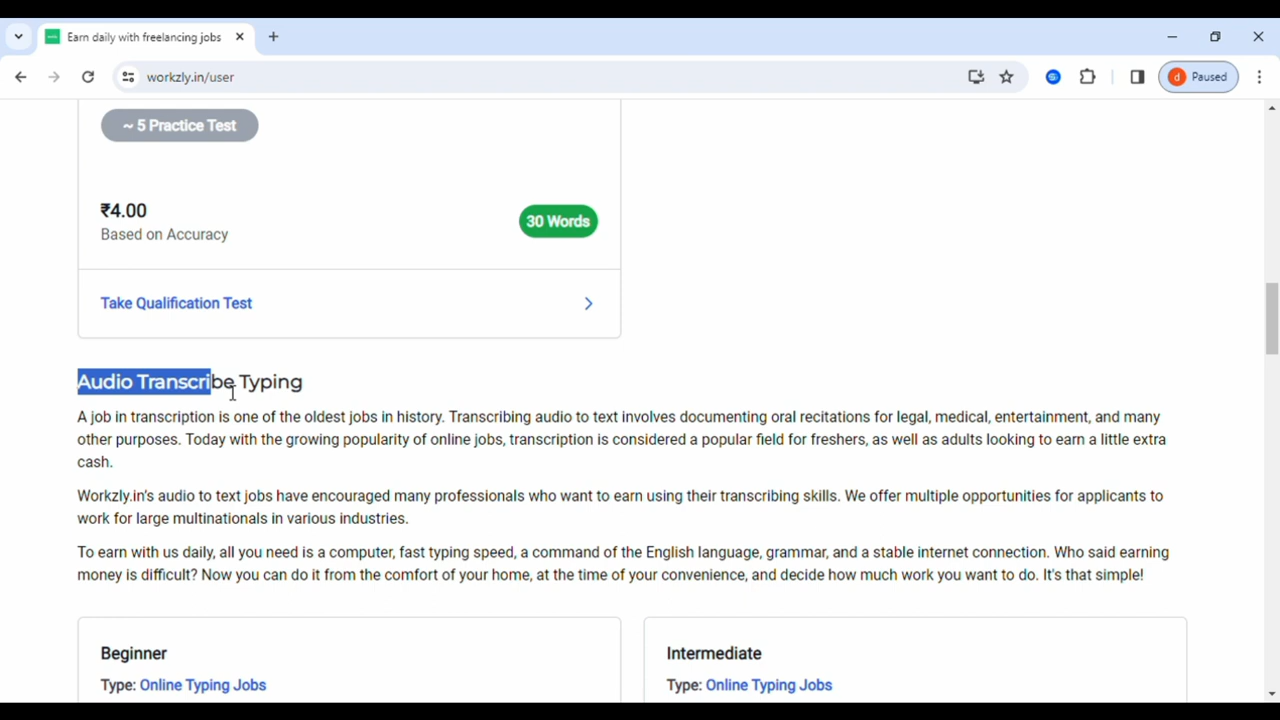 Earn daily with freelancing jobs
workzly.in/user
d Paused
~ 5 Practice Test
₹4.00
30 Words
Based on Accuracy
Take Qualification Test
Audio Transcribe Typing
A job in transcription is one of the oldest jobs in history. Transcribing audio to text involves documenting oral recitations for legal, medical, entertainment, and many
other purposes. Today with the growing popularity of online jobs, transcription is considered a popular field for freshers, as well as adults looking to earn a little extra
cash.
Workzly.in's audio to text jobs have encouraged many professionals who want to earn using their transcribing skills. We offer multiple opportunities for applicants to
work for large multinationals in various industries.
To earn with us daily, all you need is a computer, fast typing speed, a command of the English language, grammar, and a stable internet connection. Who said earning
money is difficult? Now you can do it from the comfort of your home, at the time of your convenience, and decide how much work you want to do. It's that simple!
Beginner
Type: Online Typing Jobs
Intermediate
Type: Online Typing Jobs